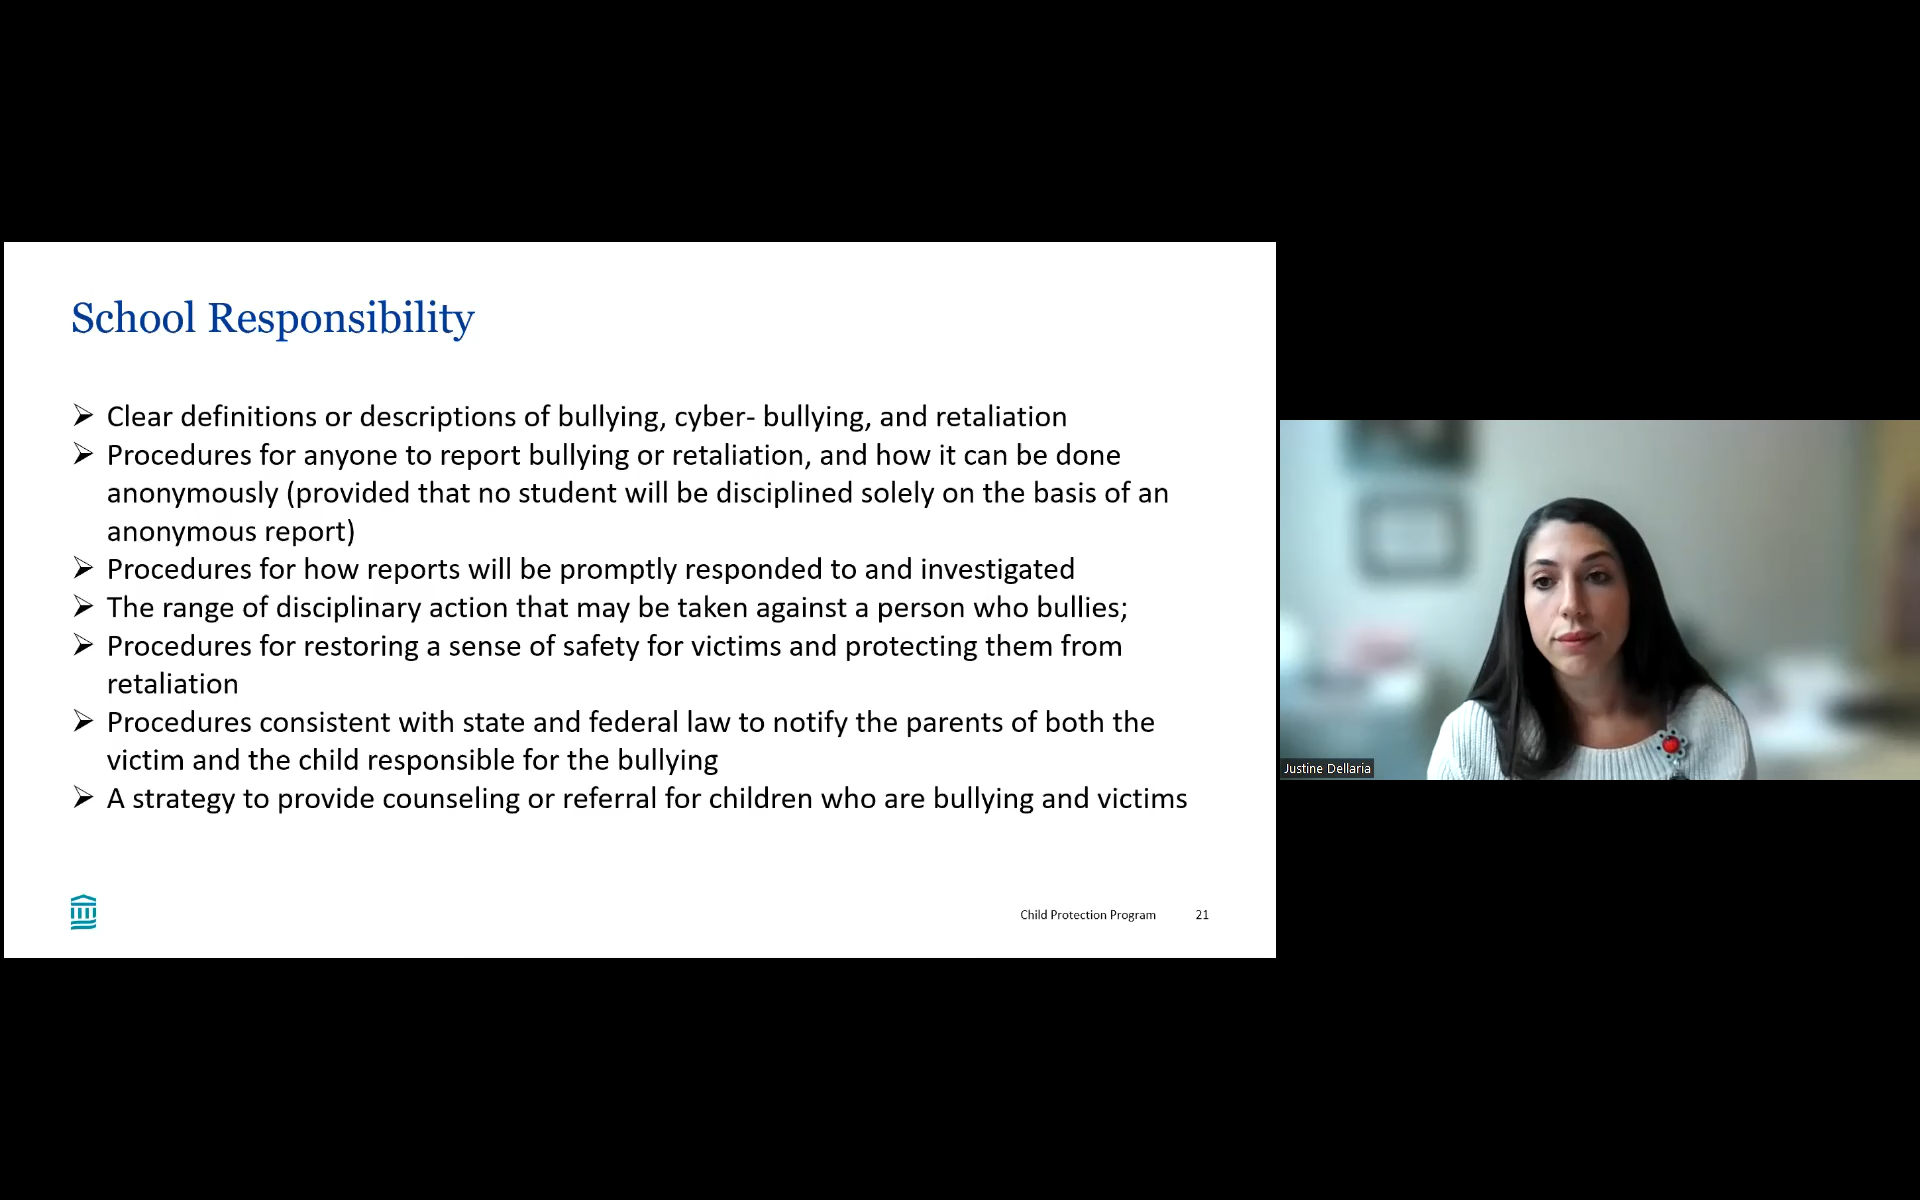 School Responsibility
➢ Clear definitions or descriptions of bullying, cyber- bullying, and retaliation
➢ Procedures for anyone to report bullying or retaliation, and how it can be done
anonymously (provided that no student will be disciplined solely on the basis of an
anonymous report)
➢ Procedures for how reports will be promptly responded to and investigated
➢ The range of disciplinary action that may be taken against a person who bullies;
➢ Procedures for restoring a sense of safety for victims and protecting them from
retaliation
➢ Procedures consistent with state and federal law to notify the parents of both the
victim and the child responsible for the bullying
➢ A strategy to provide counseling or referral for children who are bullying and victims
Child Protection Program 21
Justine Dellaria